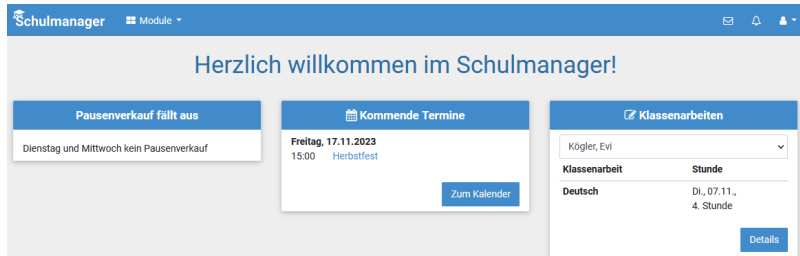 Schulmanager Module
Herzlich willkommen im Schulmanager!
Pausenverkauf fällt aus
Dienstag und Mittwoch kein Pausenverkauf
Kommende Termine
Freitag, 17.11.2023
15:00 Herbstfest
Zum Kalender
Klassenarbeiten
Kögler, Evi
Klassenarbeit Stunde
Deutsch Di., 07.11.,
4. Stunde
Details